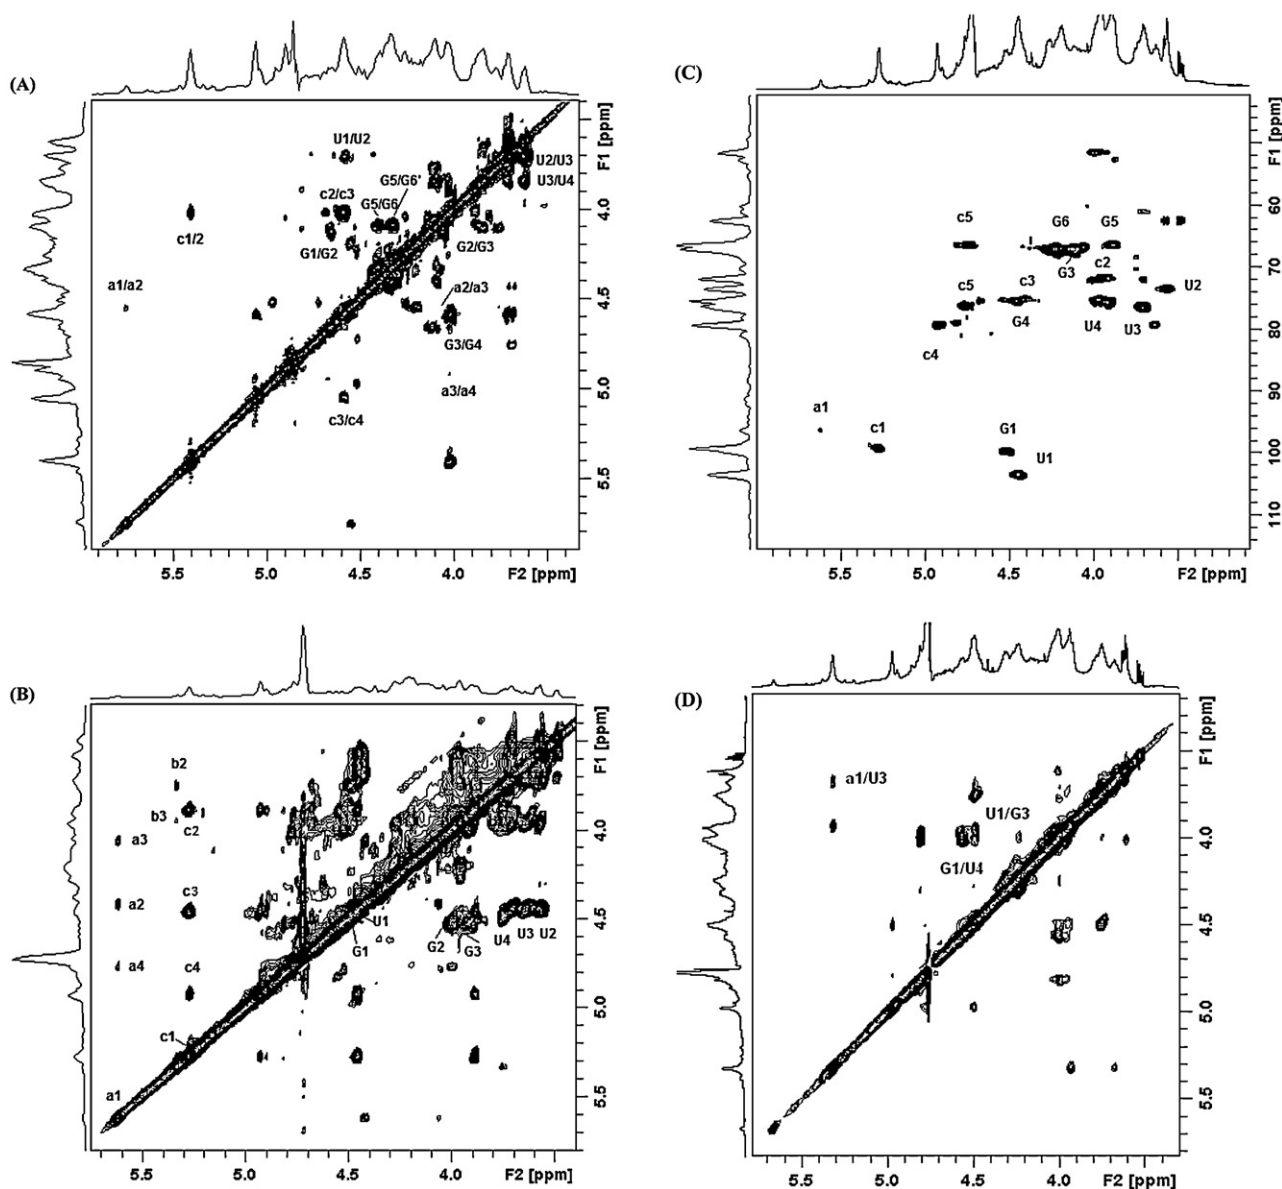 (A)
F1 [ppm]
U1/U2
U2/U3
G5/G6'
U3/U4
c2/c3
G5/G6
4.0
c1/2
G1/G2
G2/G3
a1/a2
a2/a3
4.5
G3/G4
a3/a4
5.0
c3/c4
5.5
5.5 5.0 4.5 4.0 F2 [ppm]
(C)
F1 [ppm]
60
c5 G6 G5
70
G3 c2
c3
c5
U2
G4 U4 U3
80
c4
90
a1
c1 G1
100
U1
110
5.5 5.0 4.5 4.0 F2 [ppm]
(B)
F1 [ppm]
b2
b3
c2
4.0
a3
U1
c3
a2
4.5
U1
G2 U4 U3 U2
G1 G3
a4 c4
5.0
c1
a1
5.5
5.5 5.0 4.5 4.0 F2 [ppm]
(D)
F1 [ppm]
a1/U3
U1/G3
4.0
G1/U4
4.5
5.0
5.5
5.5 5.0 4.5 4.0 F2 [ppm]